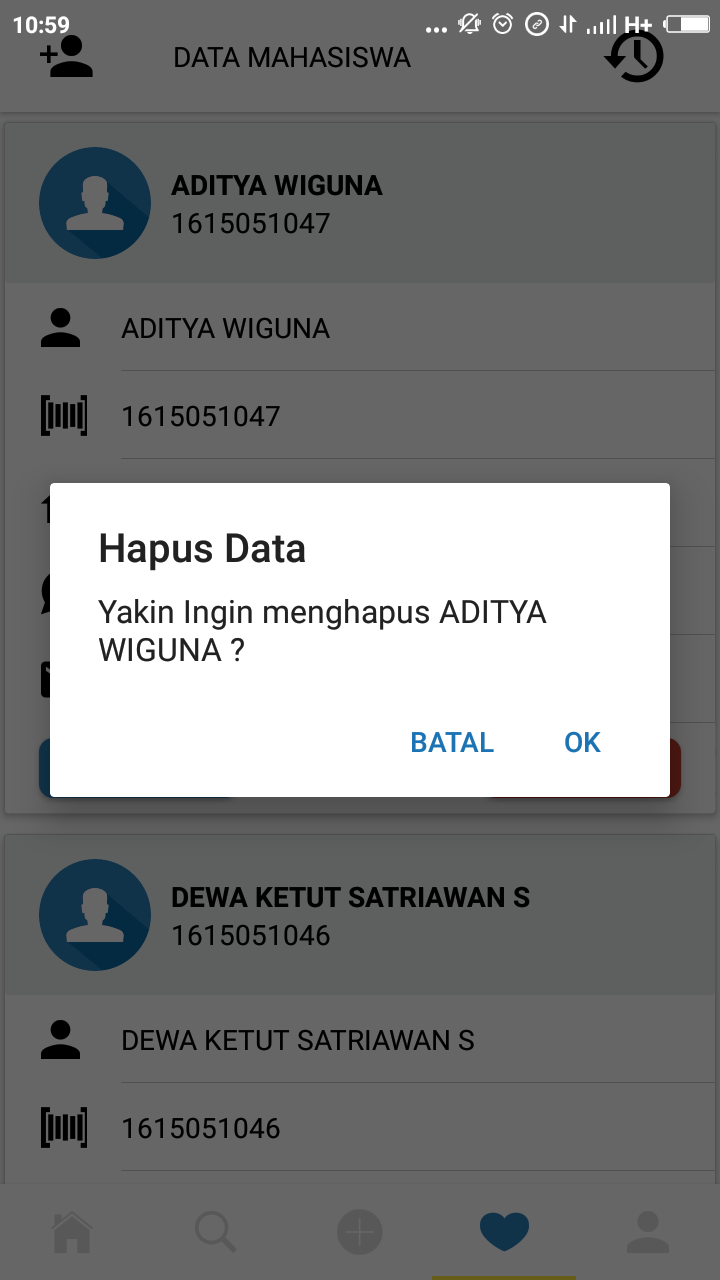 10:59
H+
DATA MAHASISWA
ADITYA WIGUNA
1615051047
ADITYA WIGUNA
1615051047
Hapus Data
Yakin Ingin menghapus ADITYA
WIGUNA ?
BATAL OK
DEWA KETUT SATRIAWAN S
1615051046
DEWA KETUT SATRIAWAN S
1615051046